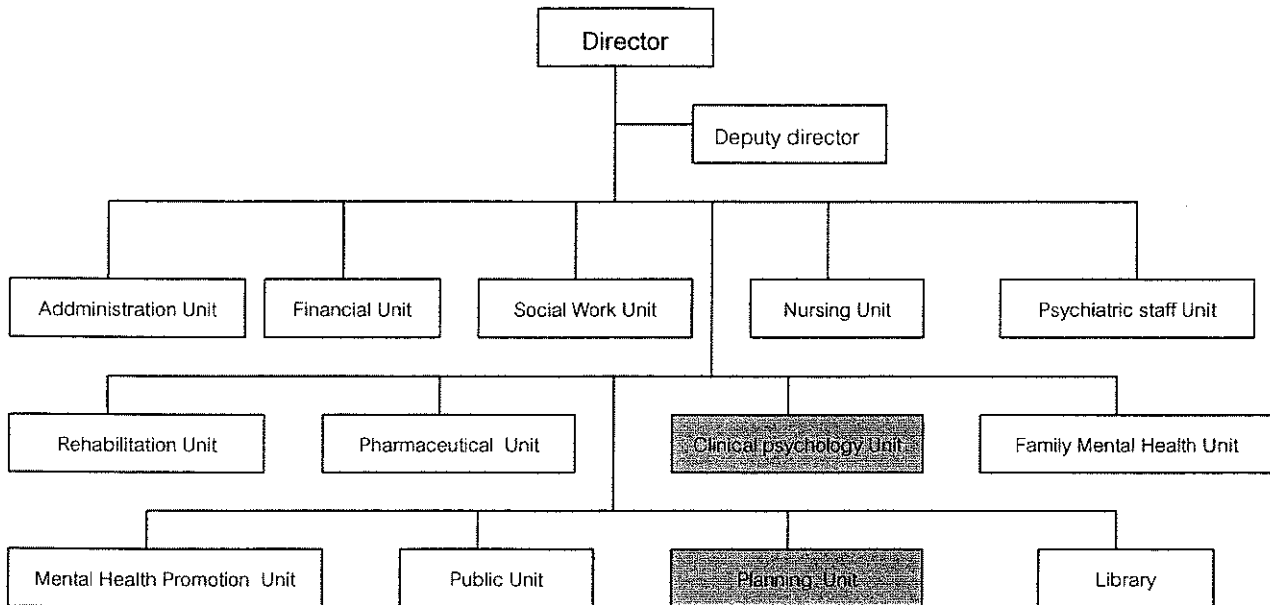 Director
Deputy director
Addministration Unit
Financial Unit
Social Work Unit
Nursing Unit
Psychiatric staff Unit
Rehabilitation Unit
Pharmaceutical Unit
Clinical psychology Unit
Family Mental Health Unit
Mental Health Promotion Unit
Public Unit
Planning Unit
Library